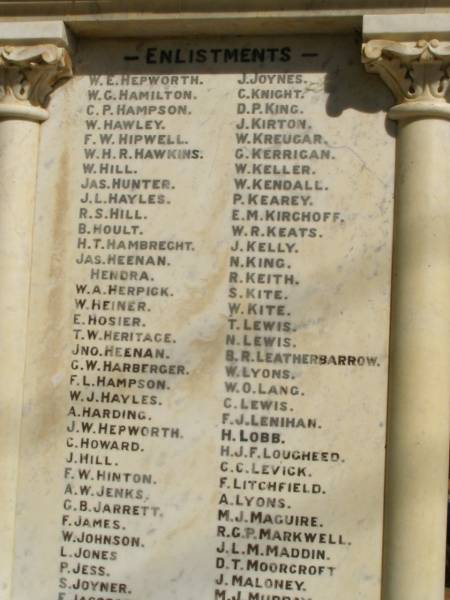 — ENLISTMENTS —
W.E. HEPWORTH.
W.G. HAMILTON.
C.P. HAMPSON.
W. HAWLEY.
F.W. HIPWELL.
W.H.R. HAWKINS.
W. HILL.
JAS. HUNTER.
J.L. HAYLES.
R.S. HILL.
B. HOULT.
H.T. HAMBRECHT.
JAS. HEENAN.
HENDRA.
W.A. HERPICK.
W. HEINER.
E. HOSIER.
T.W. HERITAGE.
JNO. HEENAN.
G.W. HARBERGER.
F.L. HAMPSON.
W.J. HAYLES.
A. HARDING.
J.W. HEPWORTH.
C. HOWARD.
J. HILL.
F.W. HINTON.
A.W. JENKS.
G.B. JARRETT.
F. JAMES.
W. JOHNSON.
L. JONES
P. JESS.
S. JOYNER.
J. JOYNES.
C. KNIGHT.
D.P. KING.
J. KIRTON.
W. KREUGAR.
G. KERRIGAN.
W. KELLER.
W. KENDALL.
P. KEAREY.
E.M. KIRCHOFF.
W.R. KEATS.
J. KELLY.
N. KING.
R. KEITH.
S. KITE.
W. KITE.
T. LEWIS.
N. LEWIS.
B.R. LEATHERBARROW.
W. LYONS.
W.O. LANG.
C. LEWIS.
F.J. LENIHAN.
H. LOBB.
H.J.F. LOUGHEED.
C.C. LEVICK.
F. LITCHFIELD.
A. LYONS.
M.J. MAGUIRE.
R.G.P. MARKWELL.
J.L.M. MADDIN.
D.T. MOORCROFT
J. MALONEY.
M.J. MURRAY.